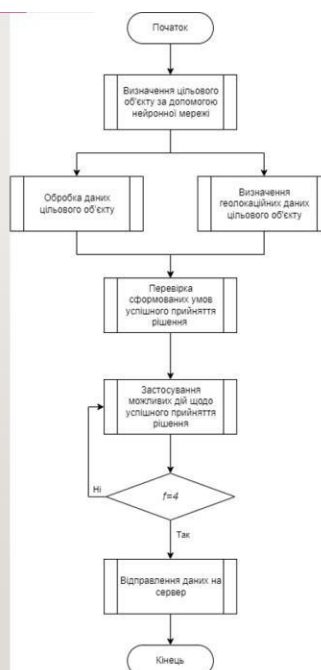 Початок
Визначення цільового
об'єкту за допомогою
нейронної мережі
Обробка даних
цільового об'єкту
Визначення
геолокаційних даних
цільового об'єкту
Перевірка
сформованих умов
успішного прийняття
рішення
Застосування
можливих дій щодо
успішного прийняття
рішення
Ні
f=4
Так
Відправлення даних на
сервер
Кінець